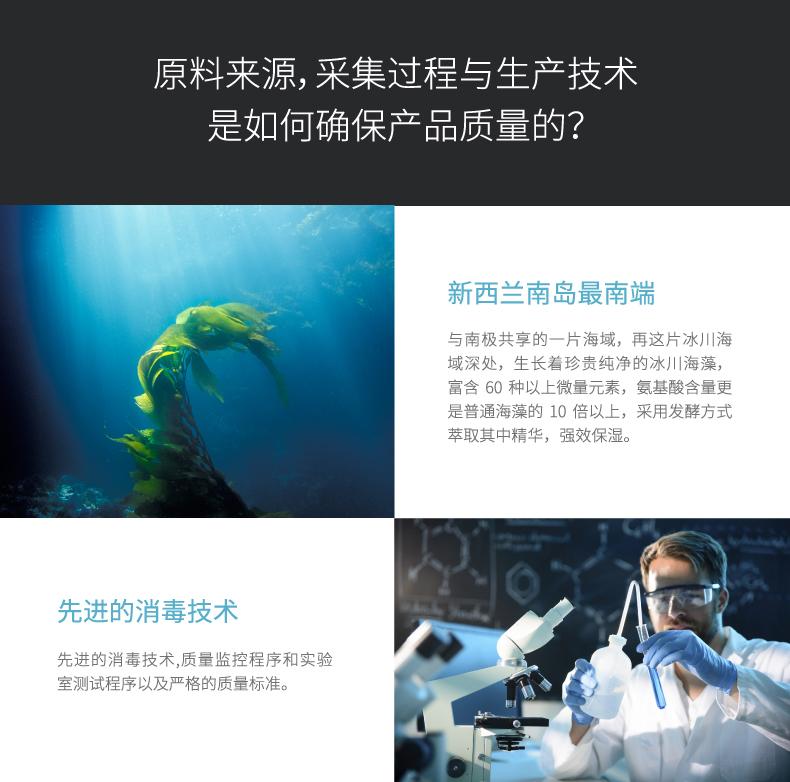 原料来源，采集过程与生产技术
是如何确保产品质量的？
新西兰南岛最南端
与南极共享的一片海域，再这片冰川海
域深处，生长着珍贵纯净的冰川海藻，
富含 60 种以上微量元素，氨基酸含量更
是普通海藻的 10 倍以上，采用发酵方式
萃取其中精华，强效保湿。
先进的消毒技术
先进的消毒技术,质量监控程序和实验
室测试程序以及严格的质量标准。